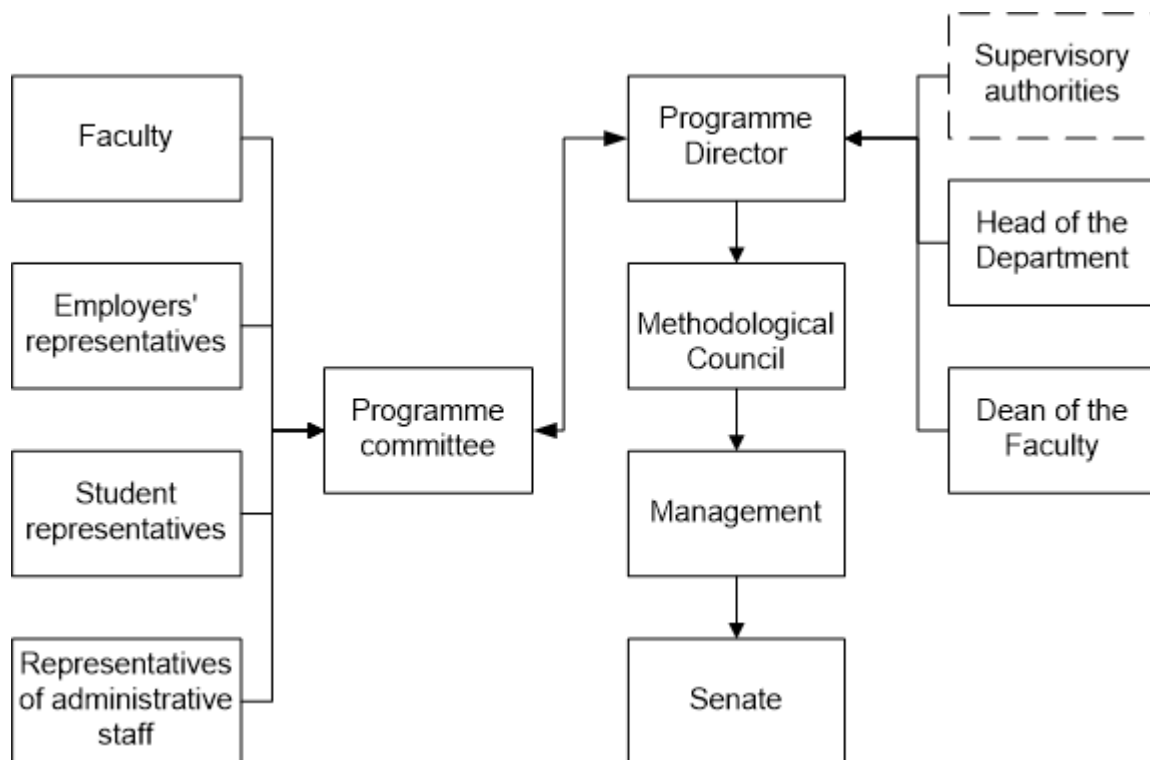 Supervisory
authorities
Faculty
Programme
Director
Head of the
Department
Employers'
representatives
Methodological
Council
Programme
committee
Dean of the
Faculty
Student
representatives
Management
Representatives
of administrative
staff
Senate